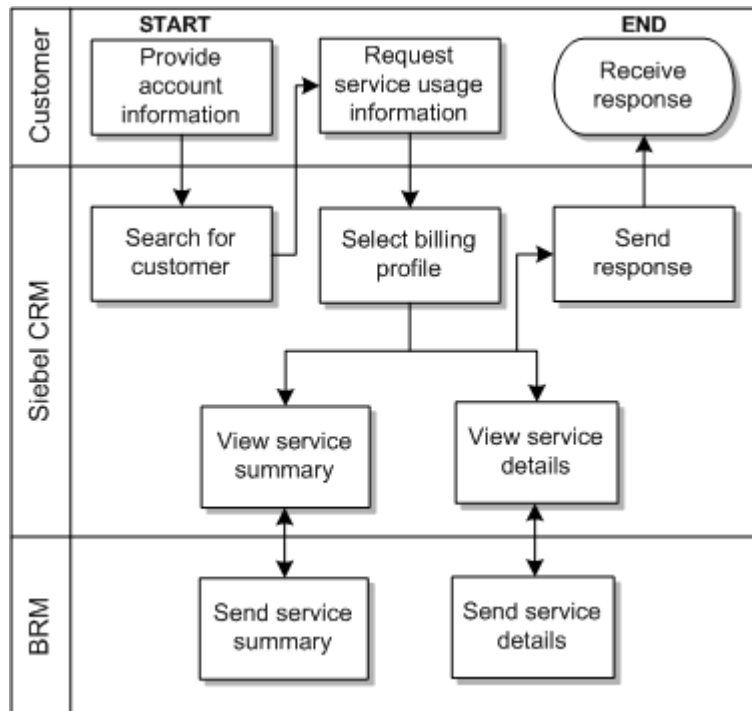 START
END
Customer
Provide
account
information
Request
service usage
information
Receive
response
Siebel CRM
Search for
customer
Select billing
profile
Send
response
View service
summary
View service
details
BRM
Send service
summary
Send service
details